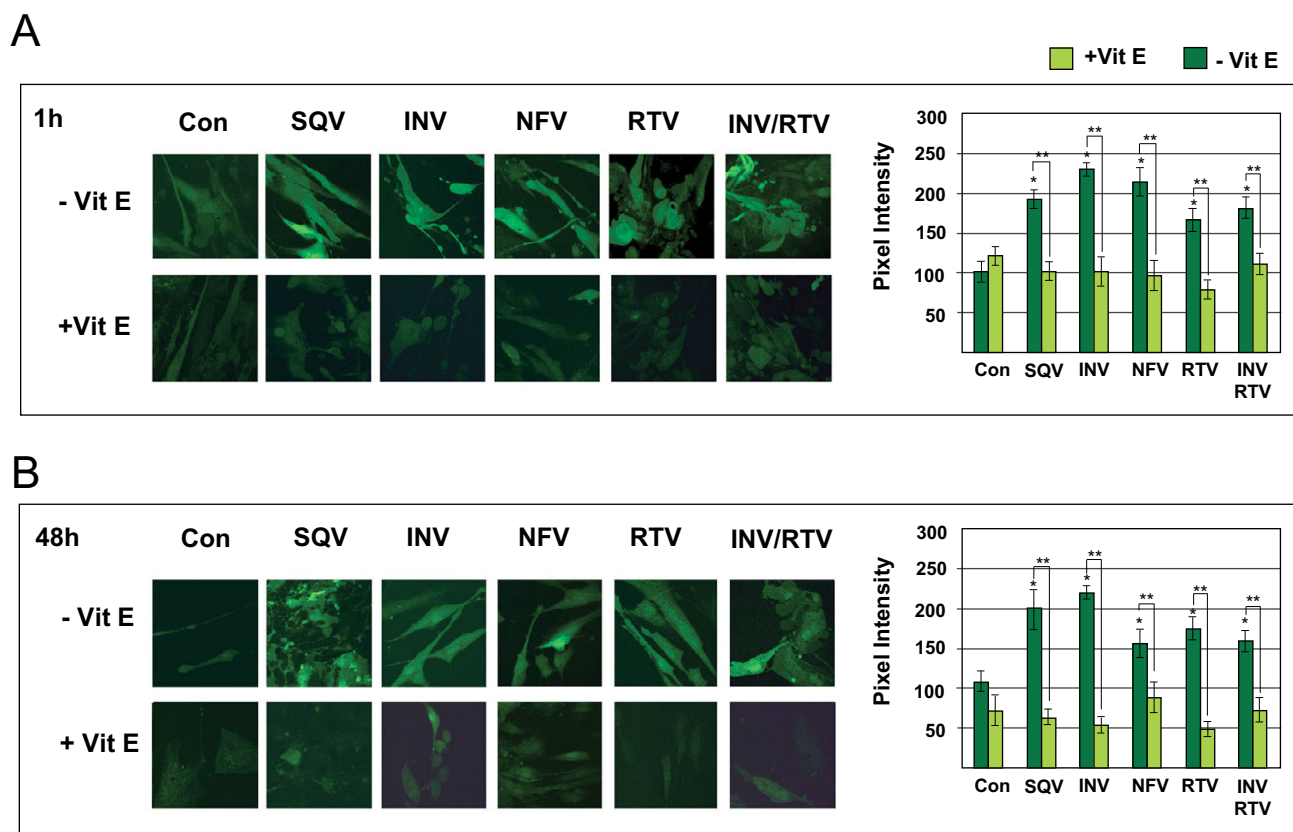 A
+Vit E - Vit E
1h
Con SQV INV NFV RTV INV/RTV
- Vit E
+Vit E
Pixel Intensity
300
250
200
150
100
50
** ** ** ** **
* * * * *
Con SQV INV NFV RTV INV
RTV
B
48h
Con SQV INV NFV RTV INV/RTV
- Vit E
+ Vit E
Pixel Intensity
300
250
200
150
100
50
** ** ** ** **
* * * * *
Con SQV INV NFV RTV INV
RTV